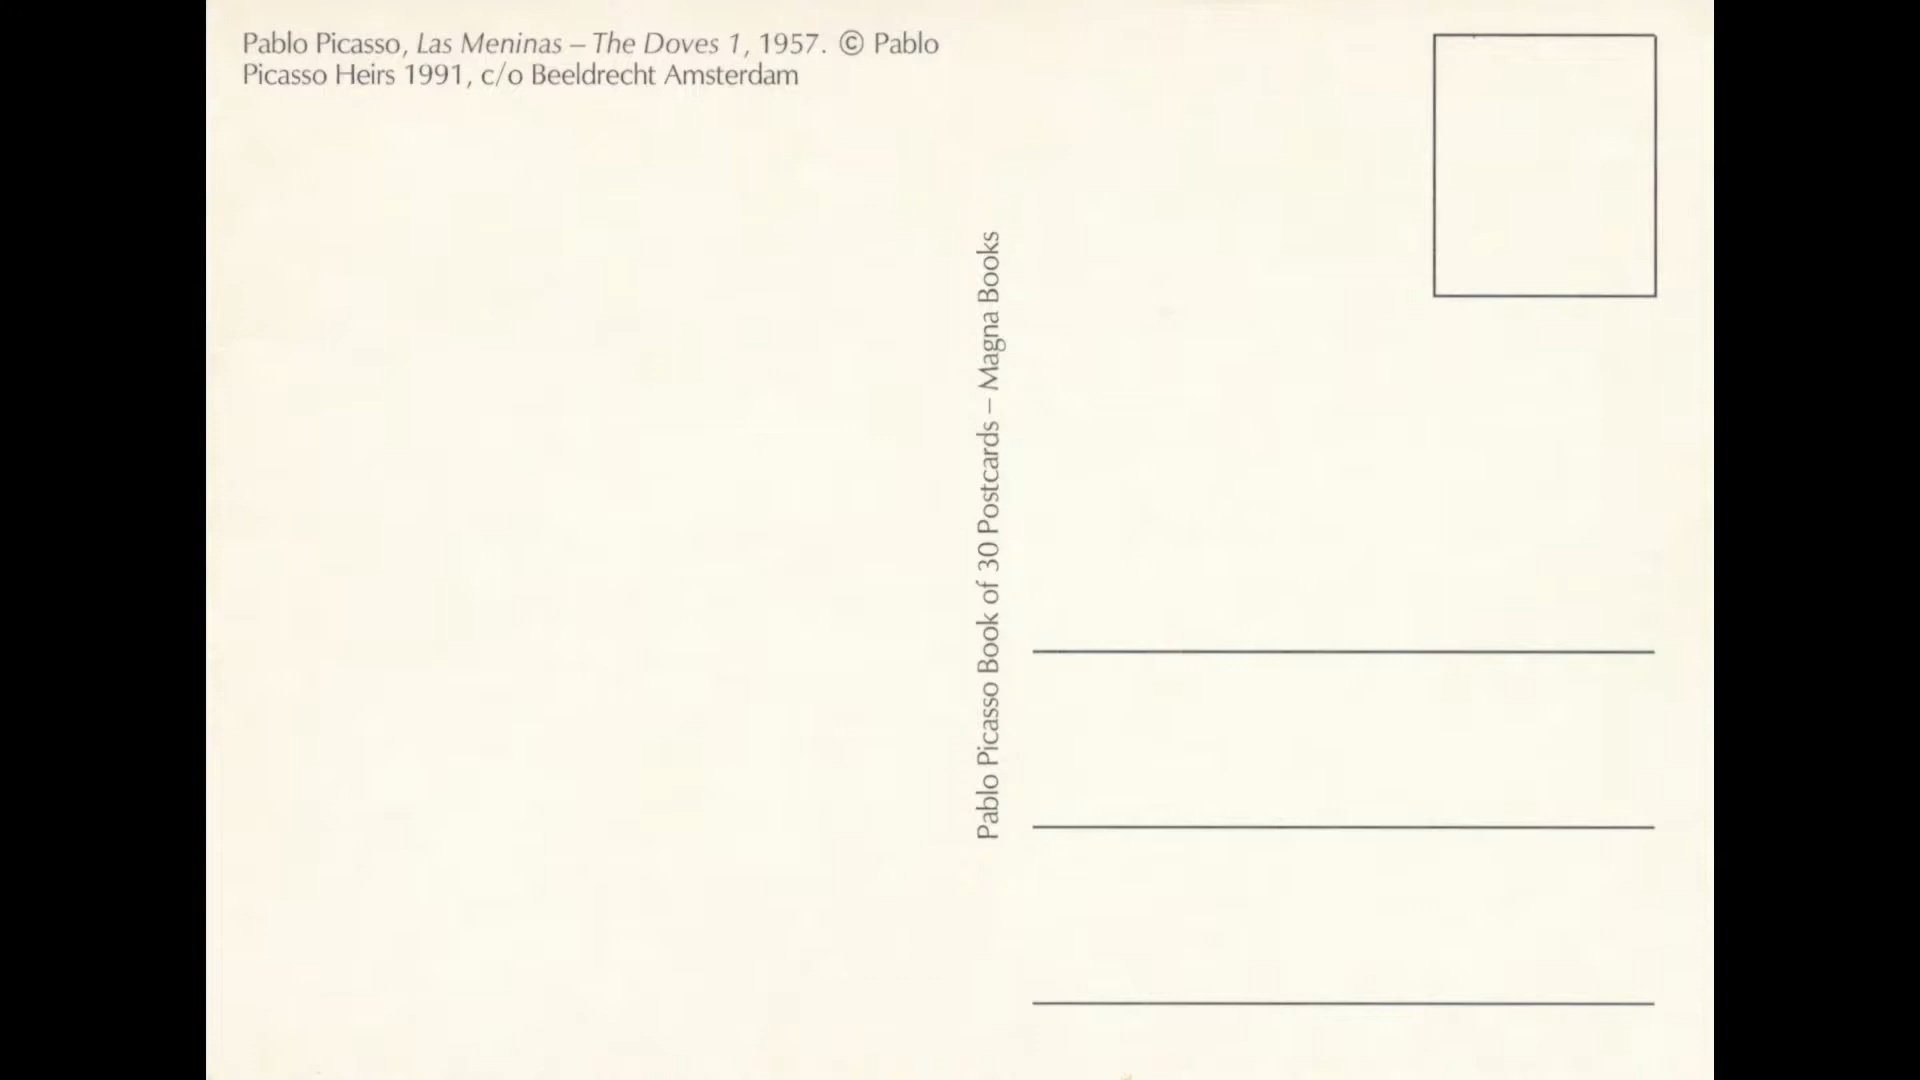 Pablo Picasso, Las Meninas – The Doves 1, 1957. © Pablo
Picasso Heirs 1991, c/o Beeldrecht Amsterdam
Pablo Picasso Book of 30 Postcards – Magna Books